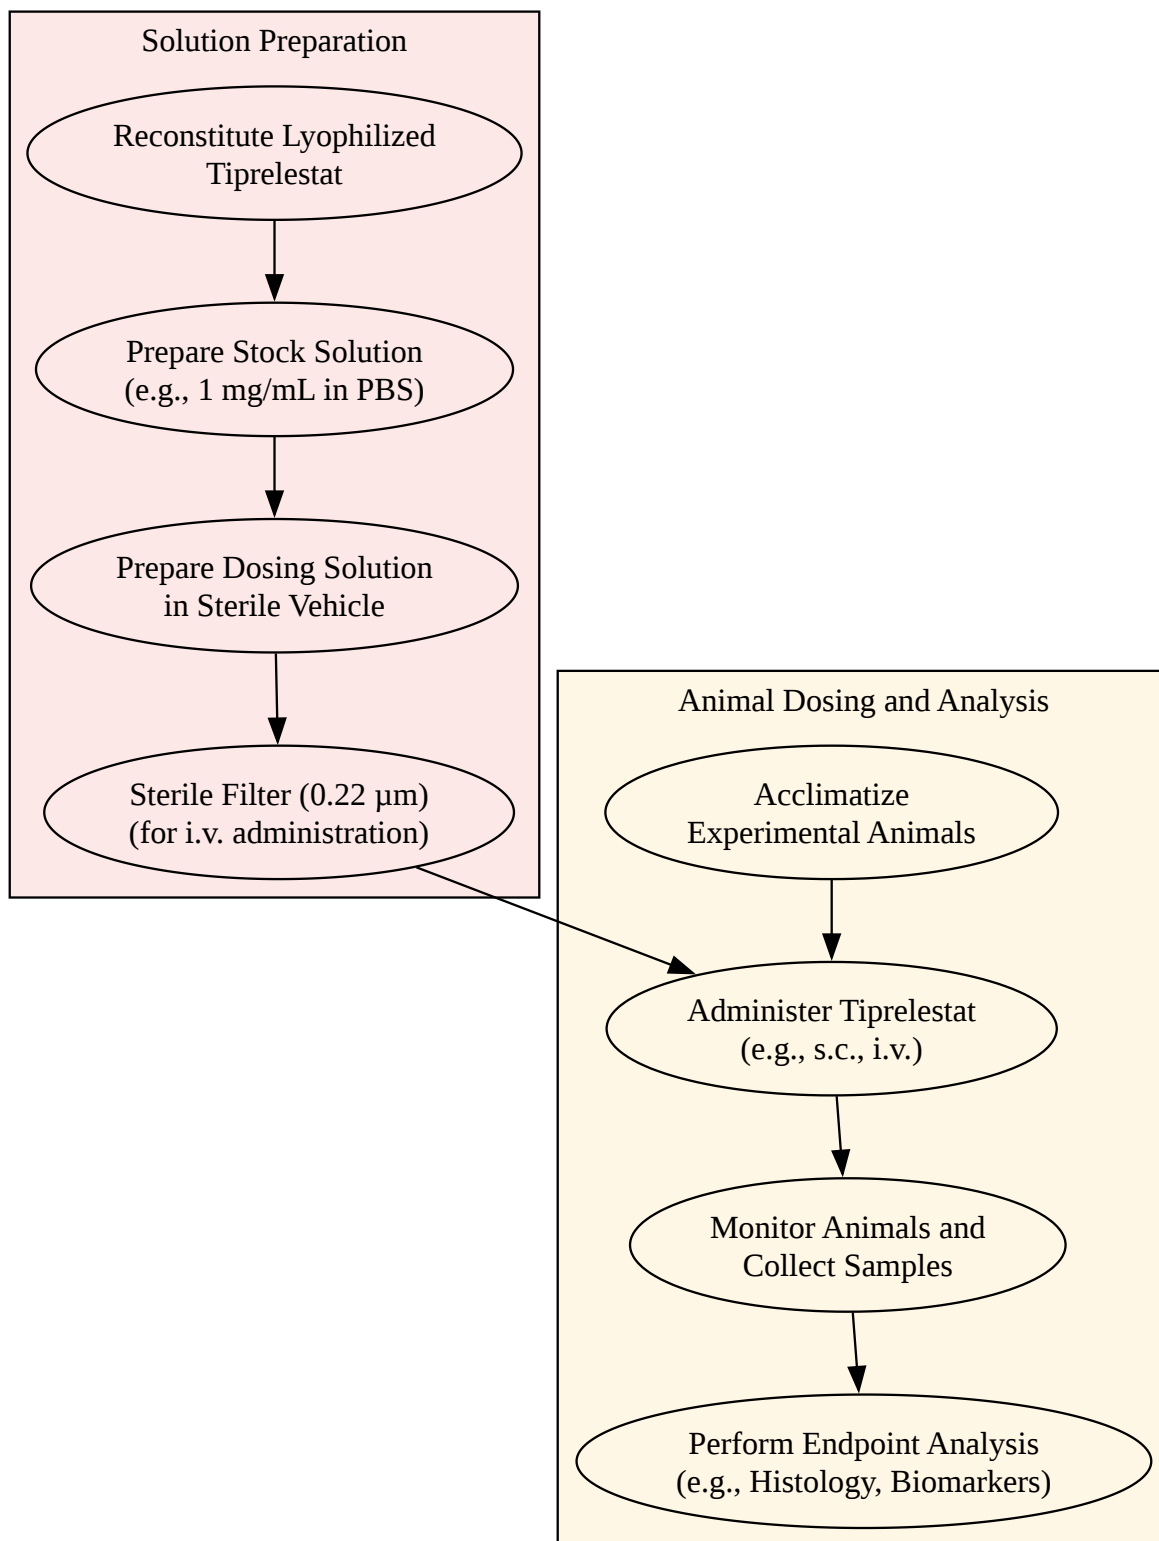 Solution Preparation
Reconstitute Lyophilized
Tiprelestat
Prepare Stock Solution
(e.g., 1 mg/mL in PBS)
Prepare Dosing Solution
in Sterile Vehicle
Sterile Filter (0.22 µm)
(for i.v. administration)
Animal Dosing and Analysis
Acclimatize
Experimental Animals
Administer Tiprelestat
(e.g., s.c., i.v.)
Monitor Animals and
Collect Samples
Perform Endpoint Analysis
(e.g., Histology, Biomarkers)